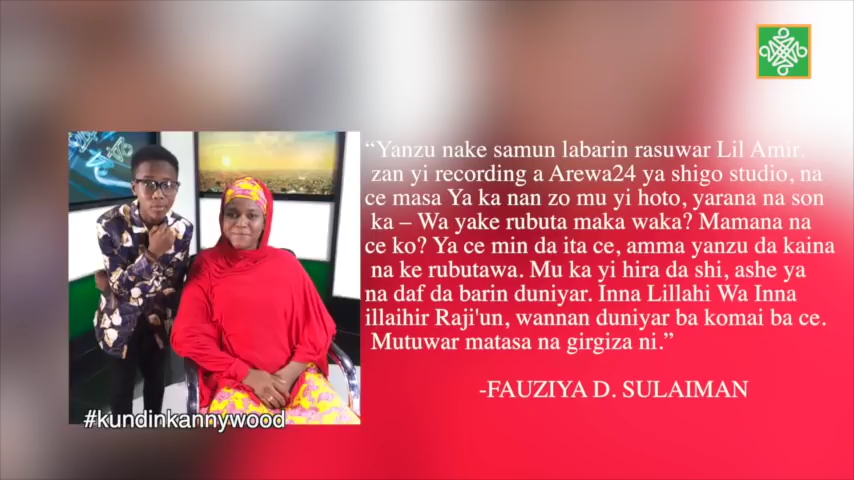 “Yanzu nake samun labarin rasuwar Lil Amir,
zan yi recording a Arewa24 ya shigo studio, na
ce masa Ya ka nan zo mu yi hoto, yarana na son
ka – Wa yake rubuta maka waka? Mamana na
ce ko? Ya ce min da ita ce, amma yanzu da kaina
na ke rubutawa. Mu ka yi hira da shi, ashe ya
na daf da barin duniyar. Inna Lillahi Wa Inna
illaihir Raji'un, wannan duniyar ba komai ba ce.
Mutuwar matasa na girgiza ni.”
-FAUZIYA D. SULAIMAN
#kundinkannywood